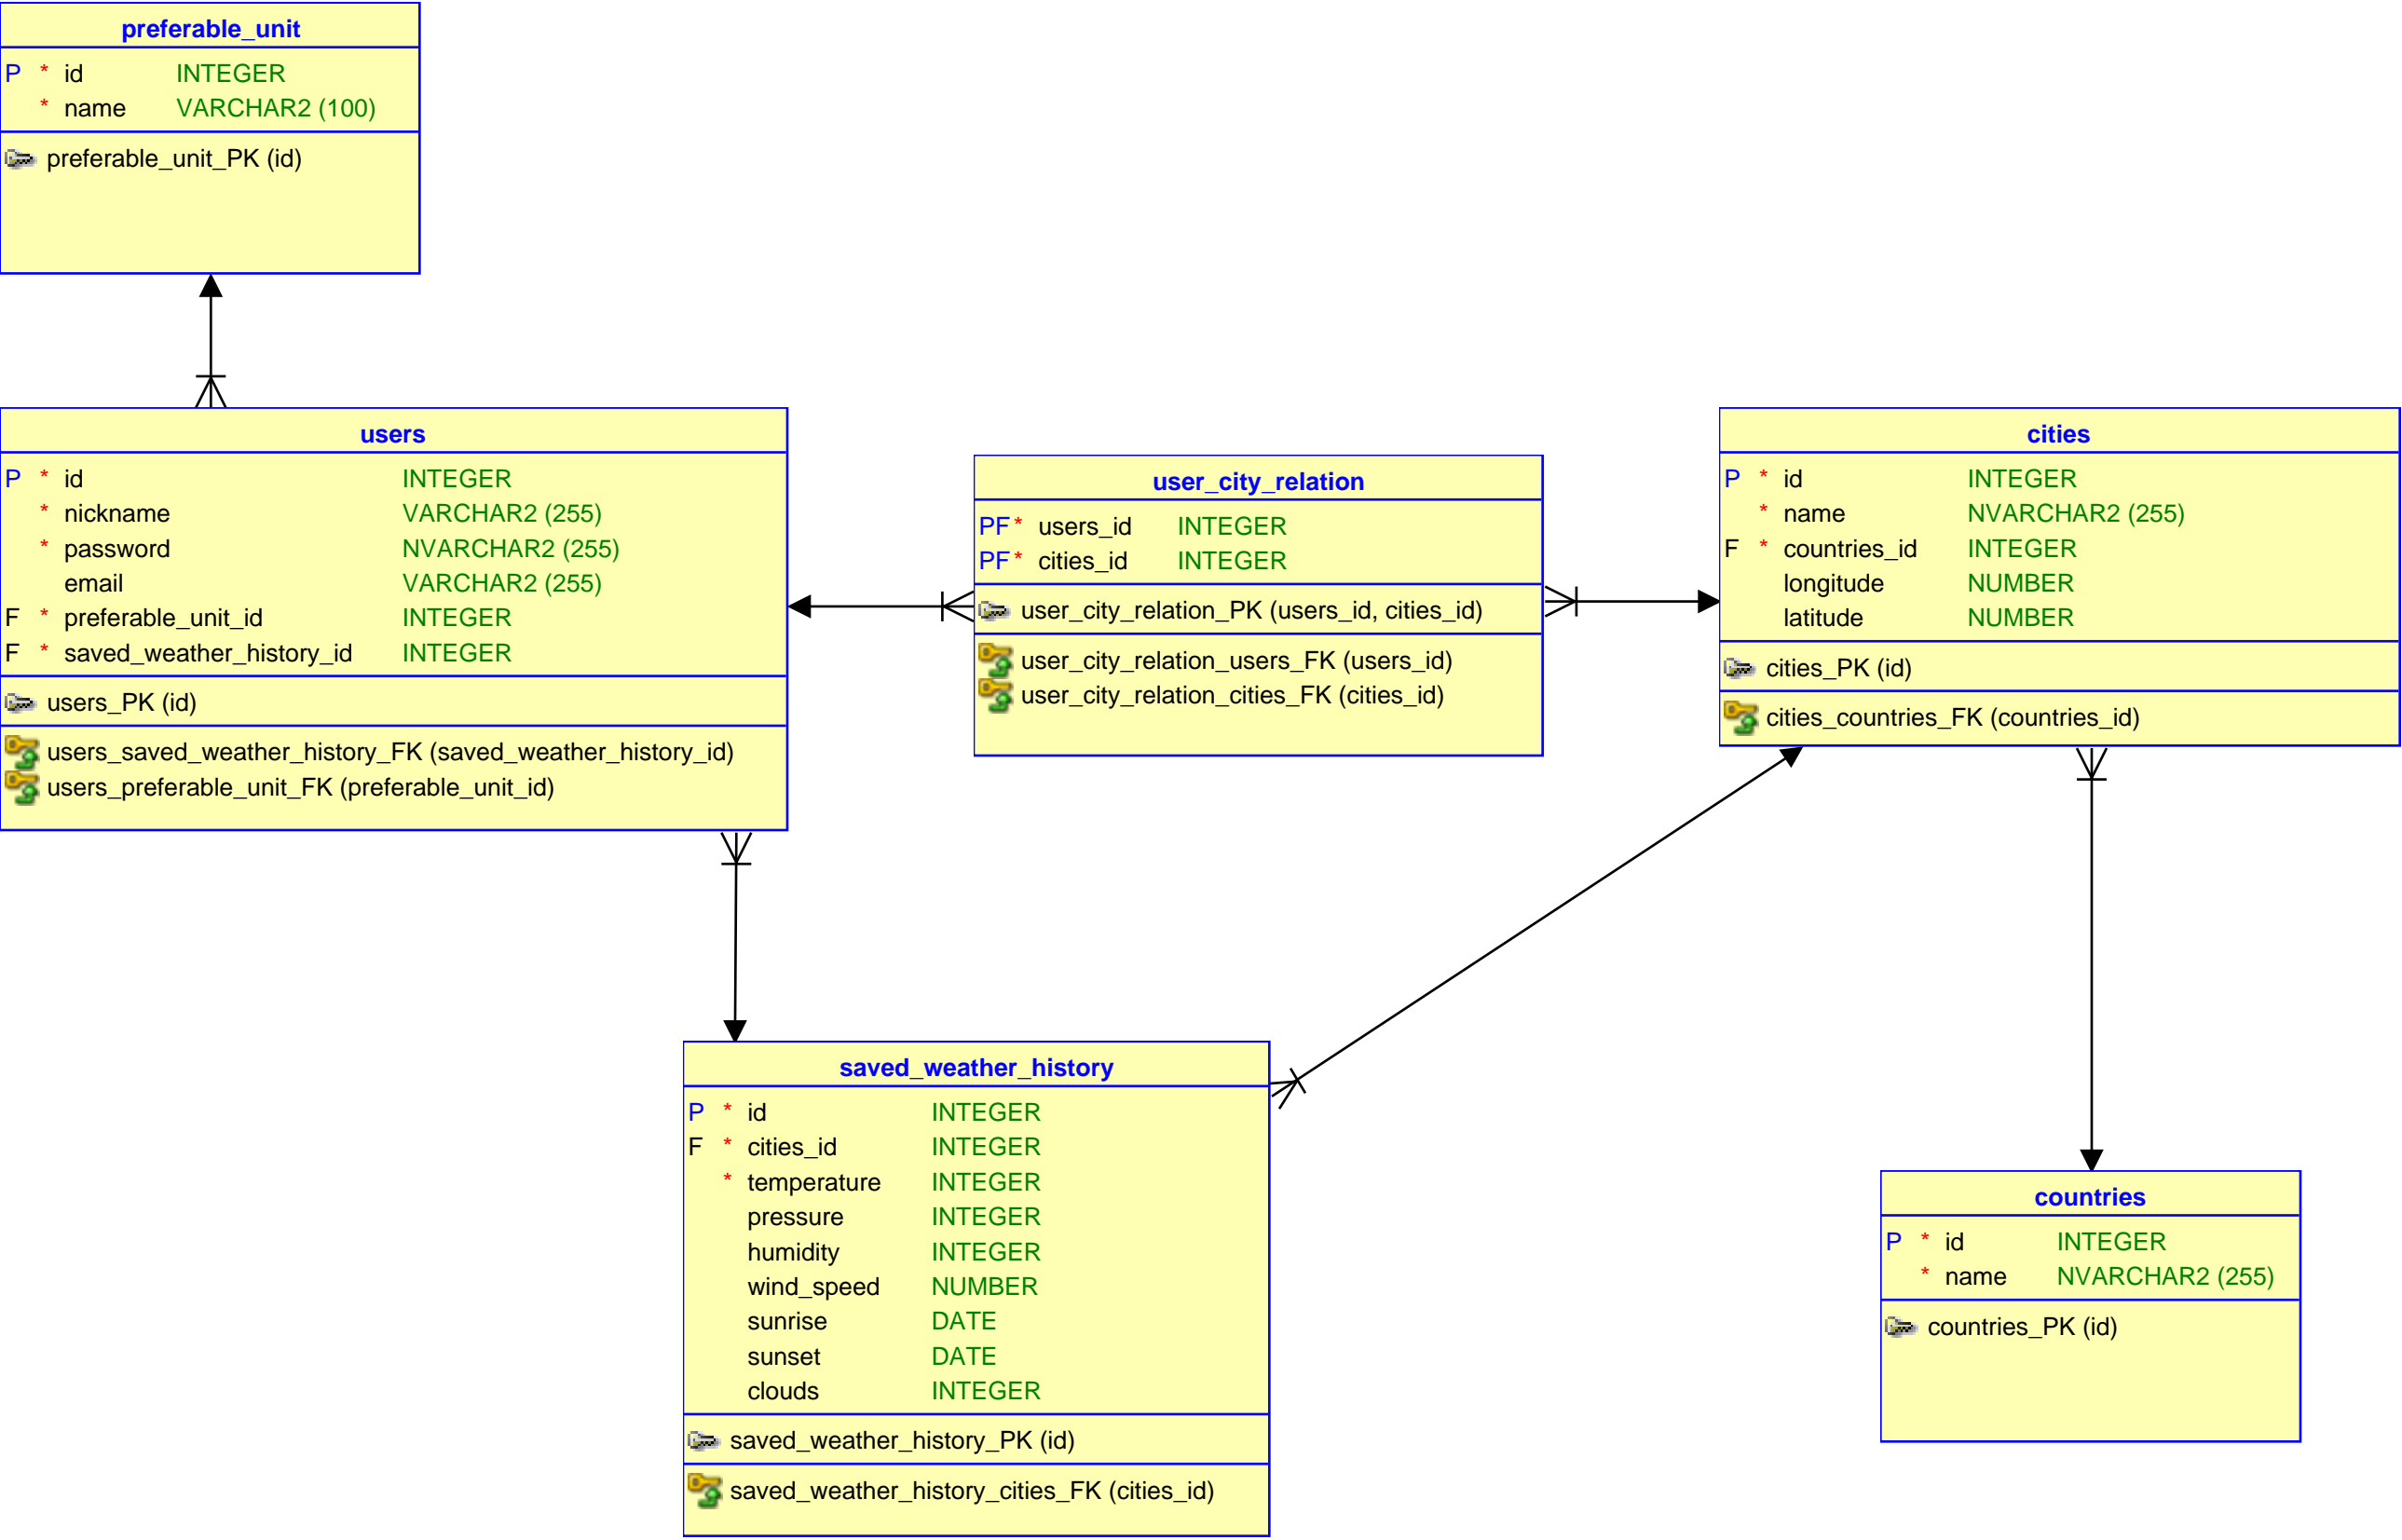 preferable_unit
P * id INTEGER
* name VARCHAR2 (100)
preferable_unit_PK (id)
users
P * id INTEGER
* nickname VARCHAR2 (255)
* password NVARCHAR2 (255)
email VARCHAR2 (255)
F * preferable_unit_id INTEGER
F * saved_weather_history_id INTEGER
users_PK (id)
users_saved_weather_history_FK (saved_weather_history_id)
users_preferable_unit_FK (preferable_unit_id)
user_city_relation
PF * users_id INTEGER
PF * cities_id INTEGER
user_city_relation_PK (users_id, cities_id)
user_city_relation_users_FK (users_id)
user_city_relation_cities_FK (cities_id)
cities
P * id INTEGER
* name NVARCHAR2 (255)
F * countries_id INTEGER
longitude NUMBER
latitude NUMBER
cities_PK (id)
cities_countries_FK (countries_id)
saved_weather_history
P * id INTEGER
F * cities_id INTEGER
* temperature INTEGER
pressure INTEGER
humidity INTEGER
wind_speed NUMBER
sunrise DATE
sunset DATE
clouds INTEGER
saved_weather_history_PK (id)
saved_weather_history_cities_FK (cities_id)
countries
P * id INTEGER
* name NVARCHAR2 (255)
countries_PK (id)